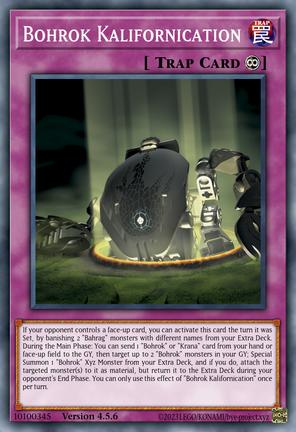 Bohrok Kalifornication
TRAP
罠
[ Trap Card ]
If your opponent controls a face-up card, you can activate this card the turn it was
Set, by banishing 2 "Bahrag" monsters with different names from your Extra Deck.
During the Main Phase: You can send 1 "Bohrok" or "Krana" card from your hand or
face-up field to the GY, then target up to 2 "Bohrok" monsters in your GY; Special
Summon 1 "Bohrok" Xyz Monster from your Extra Deck, and if you do, attach the
targeted monster(s) to it as material, but return it to the Extra Deck during your
opponent's End Phase. You can only use this effect of "Bohrok Kalifornication" once
per turn.
10100345 Version 4.5.6 ©2023LEGO/KONAMI/bye-project.xyz